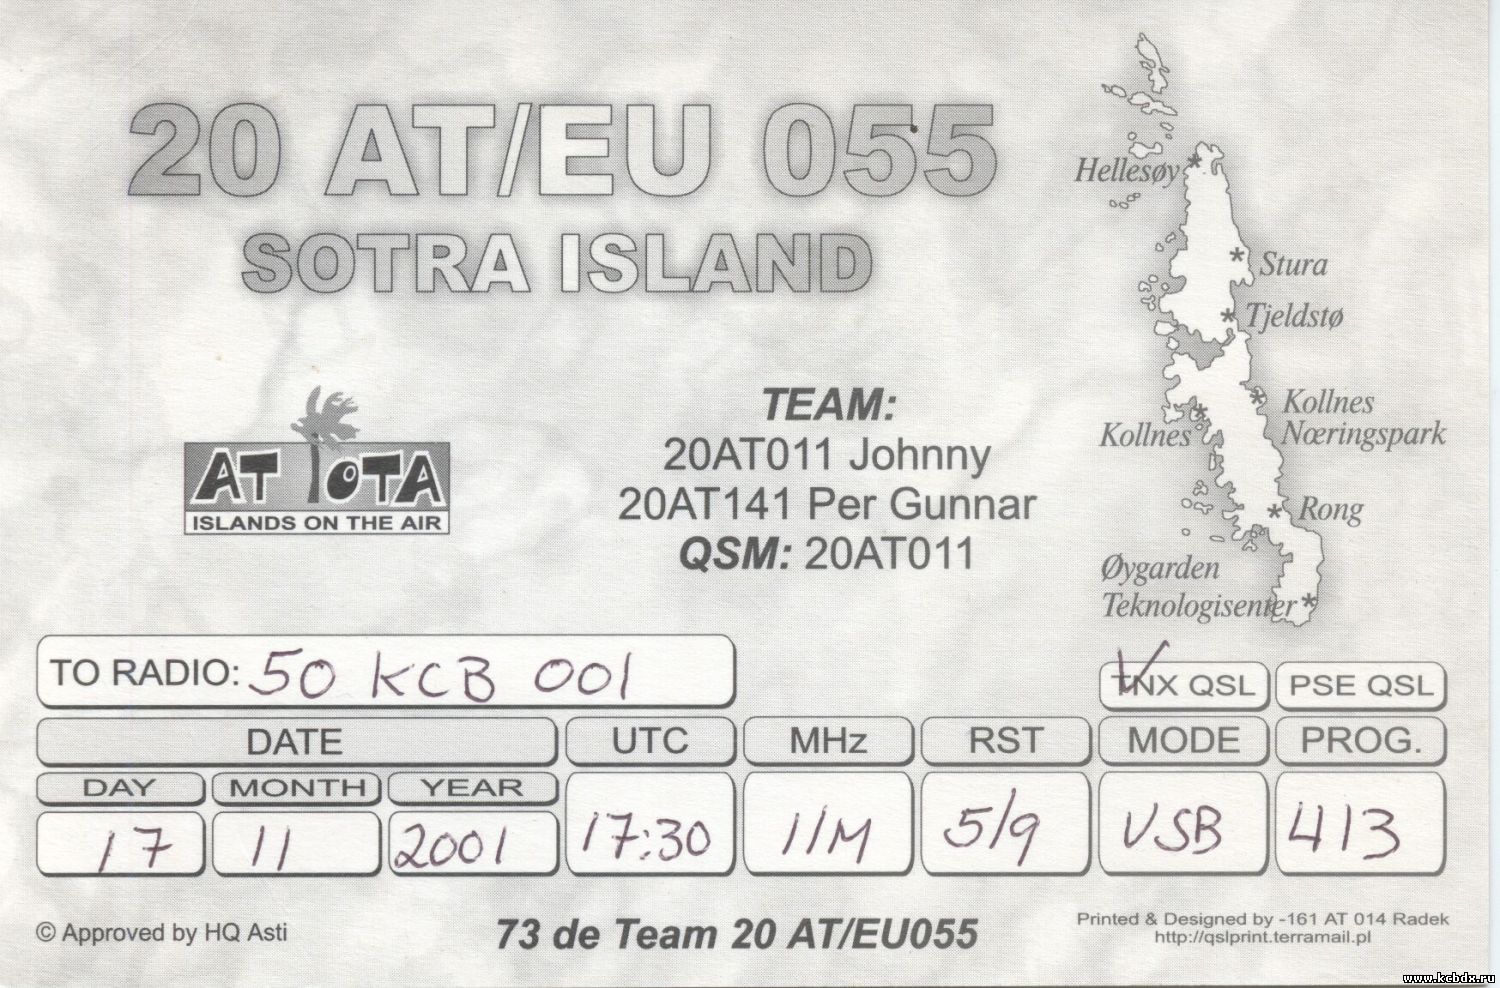 20 AT/EU 055
SOTRA ISLAND
Hellesøy
Stura
Tjeldstø
Kollnes
Næringspark
Kollnes
Rong
Øygarden
Teknologisenter
AT IOTA
ISLANDS ON THE AIR
TEAM:
20AT011 Johnny
20AT141 Per Gunnar
QSM: 20AT011
TO RADIO: 50 KCB 001
TNX QSL PSE QSL
DATE UTC MHz RST MODE PROG.
DAY MONTH YEAR
17 11 2001 17:30 11M 5/9 USB 413
© Approved by HQ Asti
73 de Team 20 AT/EU055
Printed & Designed by -161 AT 014 Radek
http://qslprint.terramail.pl
www.kcbdx.ru